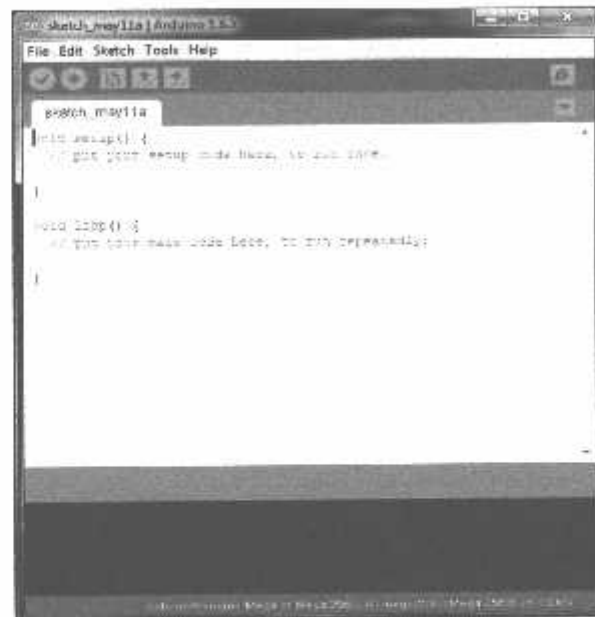 sketch_may11a | Arduino 1.6.3
File Edit Sketch Tools Help
sketch_may11a
void setup() {
// put your setup code here, to run once:
}
void loop() {
// put your main code here, to run repeatedly:
}